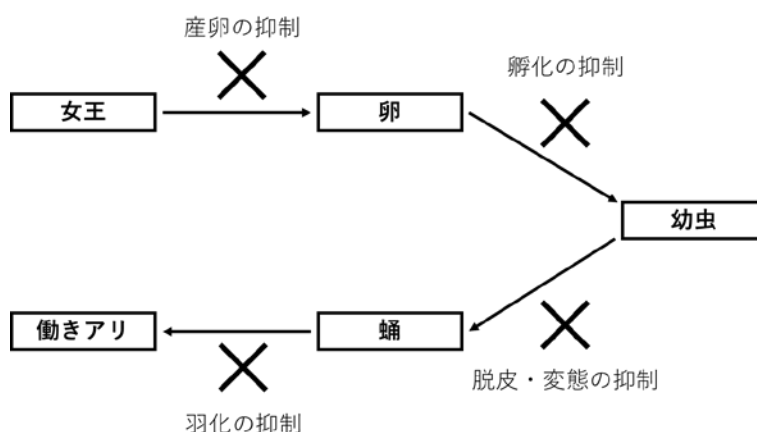 産卵の抑制
女王
卵
孵化の抑制
幼虫
脱皮・変態の抑制
蛹
羽化の抑制
働きアリ